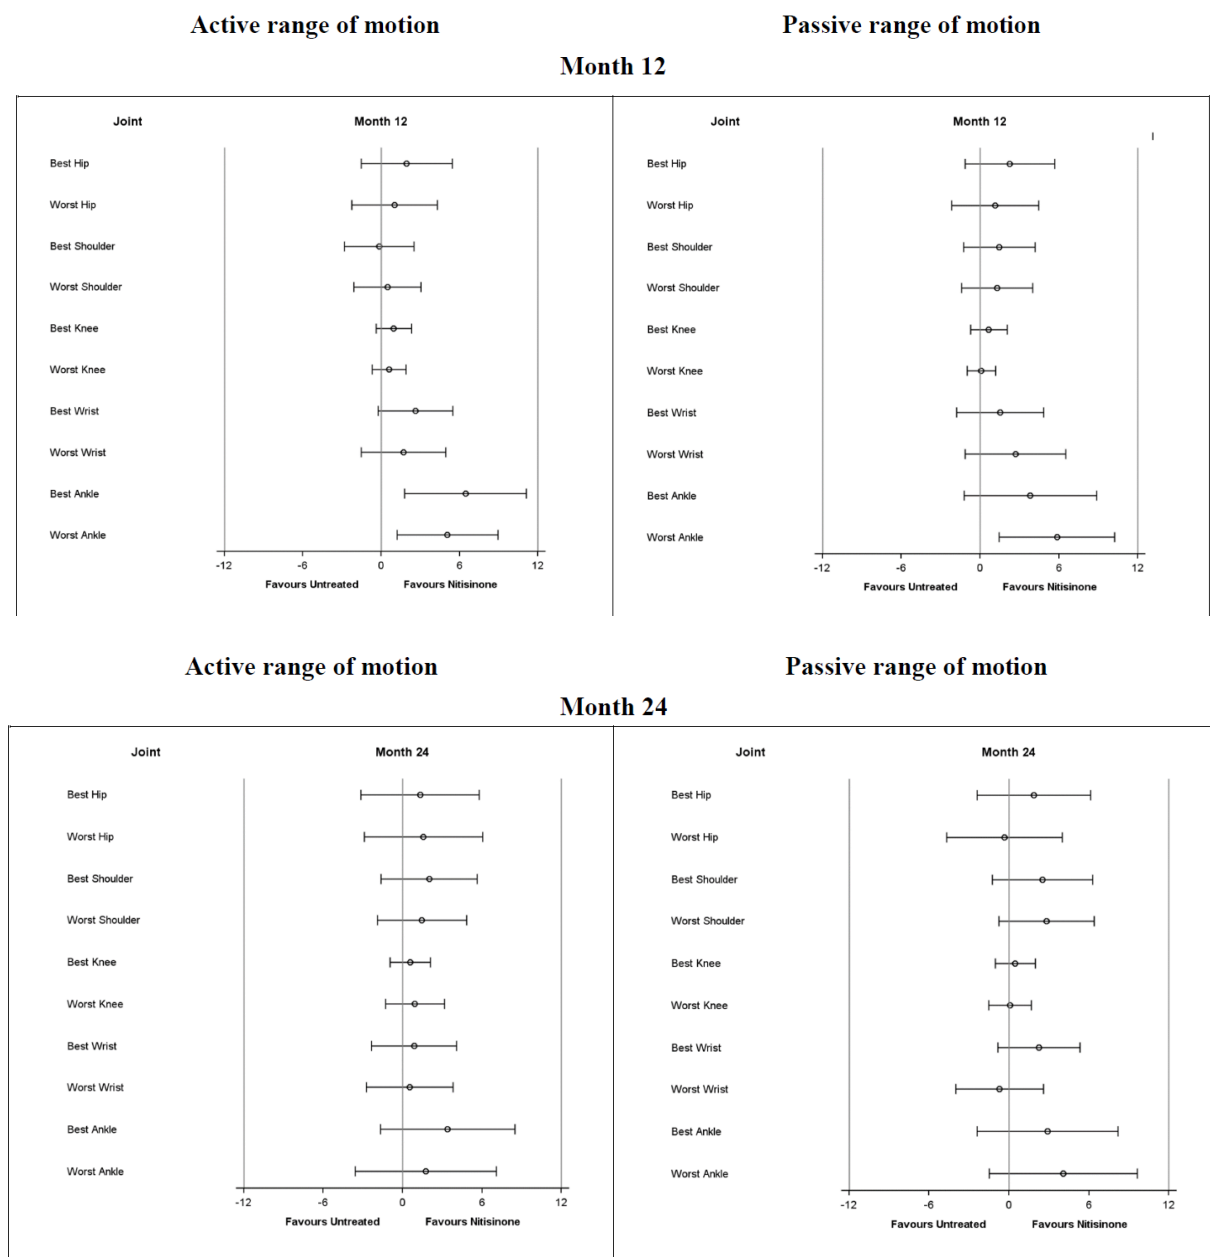 Active range of motion
Passive range of motion
Month 12
Joint
Month 12
Best Hip
Worst Hip
Best Shoulder
Worst Shoulder
Best Knee
Worst Knee
Best Wrist
Worst Wrist
Best Ankle
Worst Ankle
-12 -6 0 6 12
Favours Untreated Favours Nitisinone
Joint
Month 12
Best Hip
Worst Hip
Best Shoulder
Worst Shoulder
Best Knee
Worst Knee
Best Wrist
Worst Wrist
Best Ankle
Worst Ankle
-12 -6 0 6 12
Favours Untreated Favours Nitisinone
Active range of motion
Passive range of motion
Month 24
Joint
Month 24
Best Hip
Worst Hip
Best Shoulder
Worst Shoulder
Best Knee
Worst Knee
Best Wrist
Worst Wrist
Best Ankle
Worst Ankle
-12 -6 0 6 12
Favours Untreated Favours Nitisinone
Joint
Month 24
Best Hip
Worst Hip
Best Shoulder
Worst Shoulder
Best Knee
Worst Knee
Best Wrist
Worst Wrist
Best Ankle
Worst Ankle
-12 -6 0 6 12
Favours Untreated Favours Nitisinone